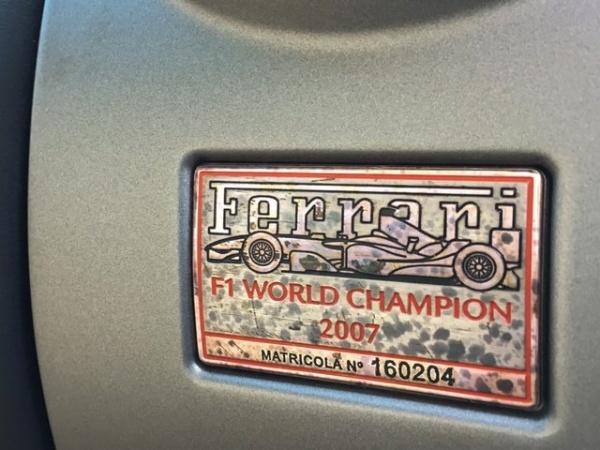 Ferrari
F1 WORLD CHAMPION
2007
MATRICOLA Nº 160204